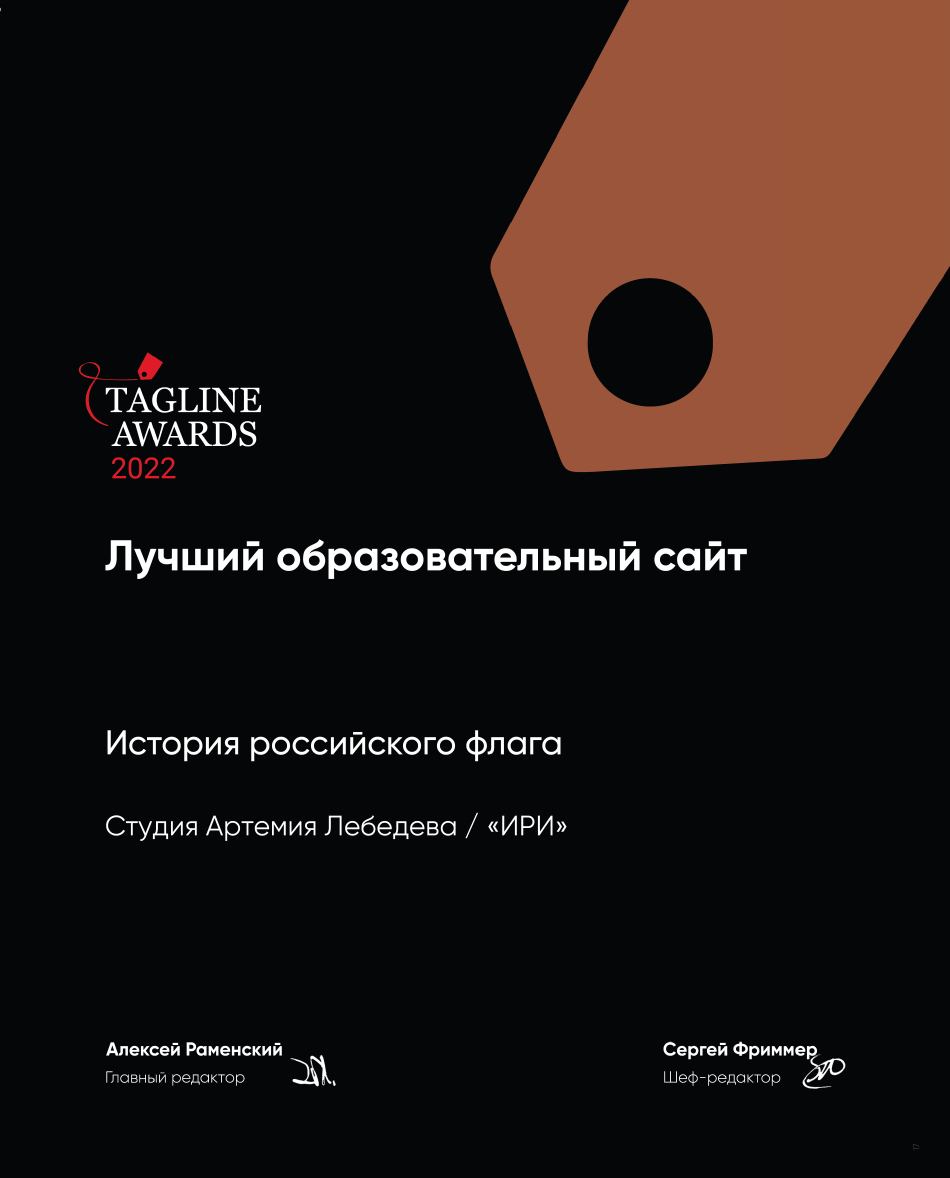 TAGLINE
AWARDS
2022
Лучший образовательный сайт
История российского флага
Студия Артемия Лебедева / «ИРИ»
Алексей Раменский
Главный редактор
Сергей Фриммер
Шеф-редактор